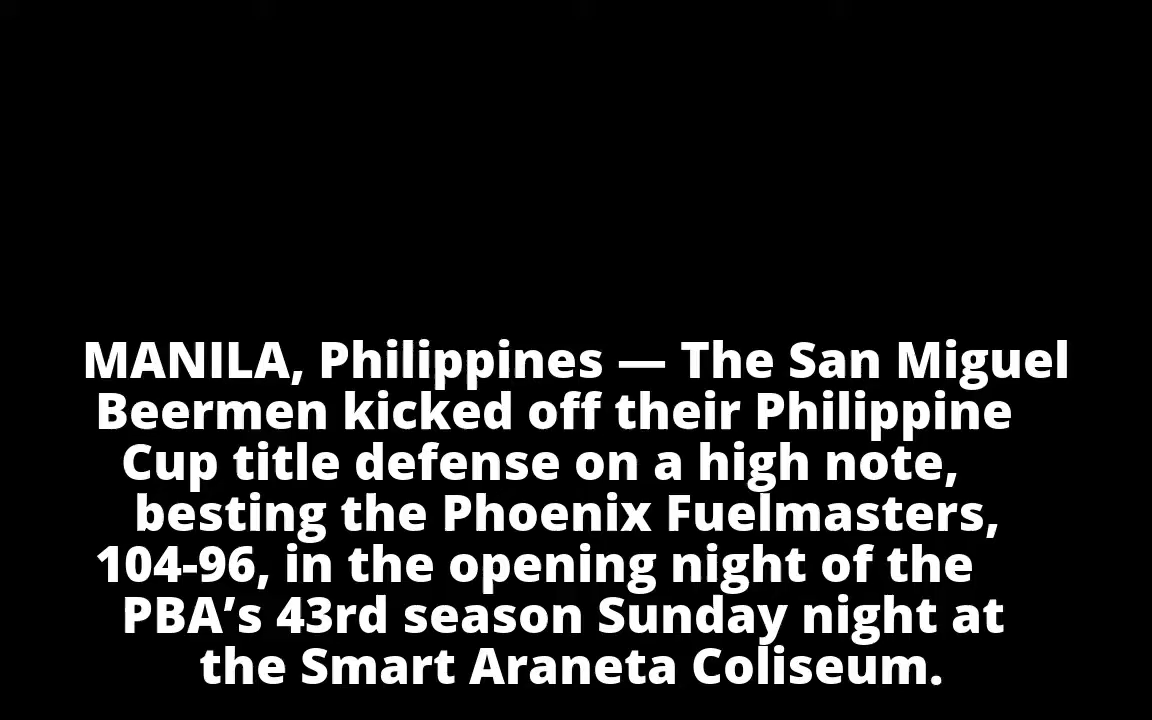 MANILA, Philippines — The San Miguel
Beermen kicked off their Philippine
Cup title defense on a high note,
besting the Phoenix Fuelmasters,
104-96, in the opening night of the
PBA’s 43rd season Sunday night at
the Smart Araneta Coliseum.